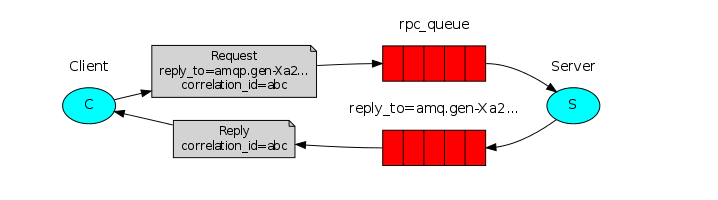 rpc_queue
Client
Request
reply_to=amqp.gen-Xa2...
correlation_id=abc
Server
C
S
reply_to=amq.gen-Xa2...
Reply
correlation_id=abc